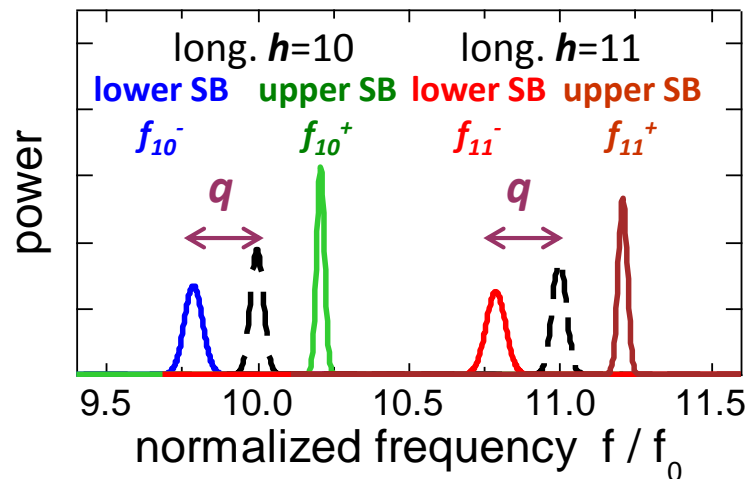 long. h=10 long. h=11
lower SB upper SB lower SB upper SB
f10- f10+ f11- f11+
q q
power
9.5 10.0 10.5 11.0 11.5
normalized frequency f / f0